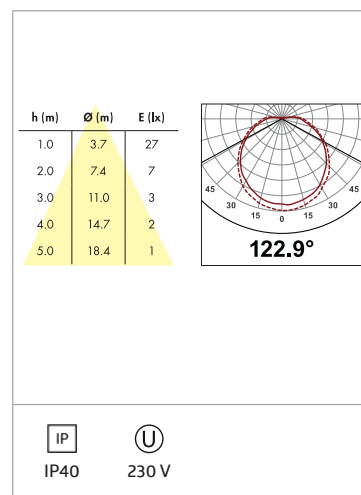 h (m) Ø (m) E (lx)
1.0 3.7 27
2.0 7.4 7
3.0 11.0 3
4.0 14.7 2
5.0 18.4 1
45 30 15 0 15 30 45
122.9°
IP U
IP40 230 V